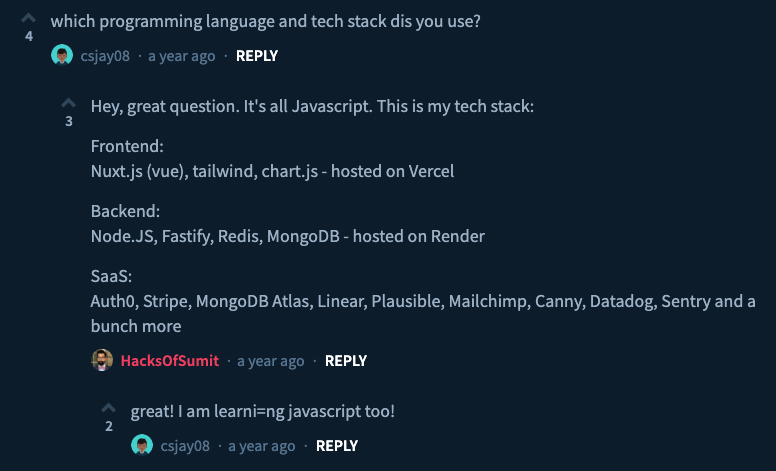 which programming language and tech stack dis you use?
4
csjay08 · a year ago · REPLY
Hey, great question. It's all Javascript. This is my tech stack:
3
Frontend:
Nuxt.js (vue), tailwind, chart.js - hosted on Vercel
Backend:
Node.JS, Fastify, Redis, MongoDB - hosted on Render
SaaS:
Auth0, Stripe, MongoDB Atlas, Linear, Plausible, Mailchimp, Canny, Datadog, Sentry and a
bunch more
HacksOfSumit · a year ago · REPLY
great! I am learni=ng javascript too!
2
csjay08 · a year ago · REPLY